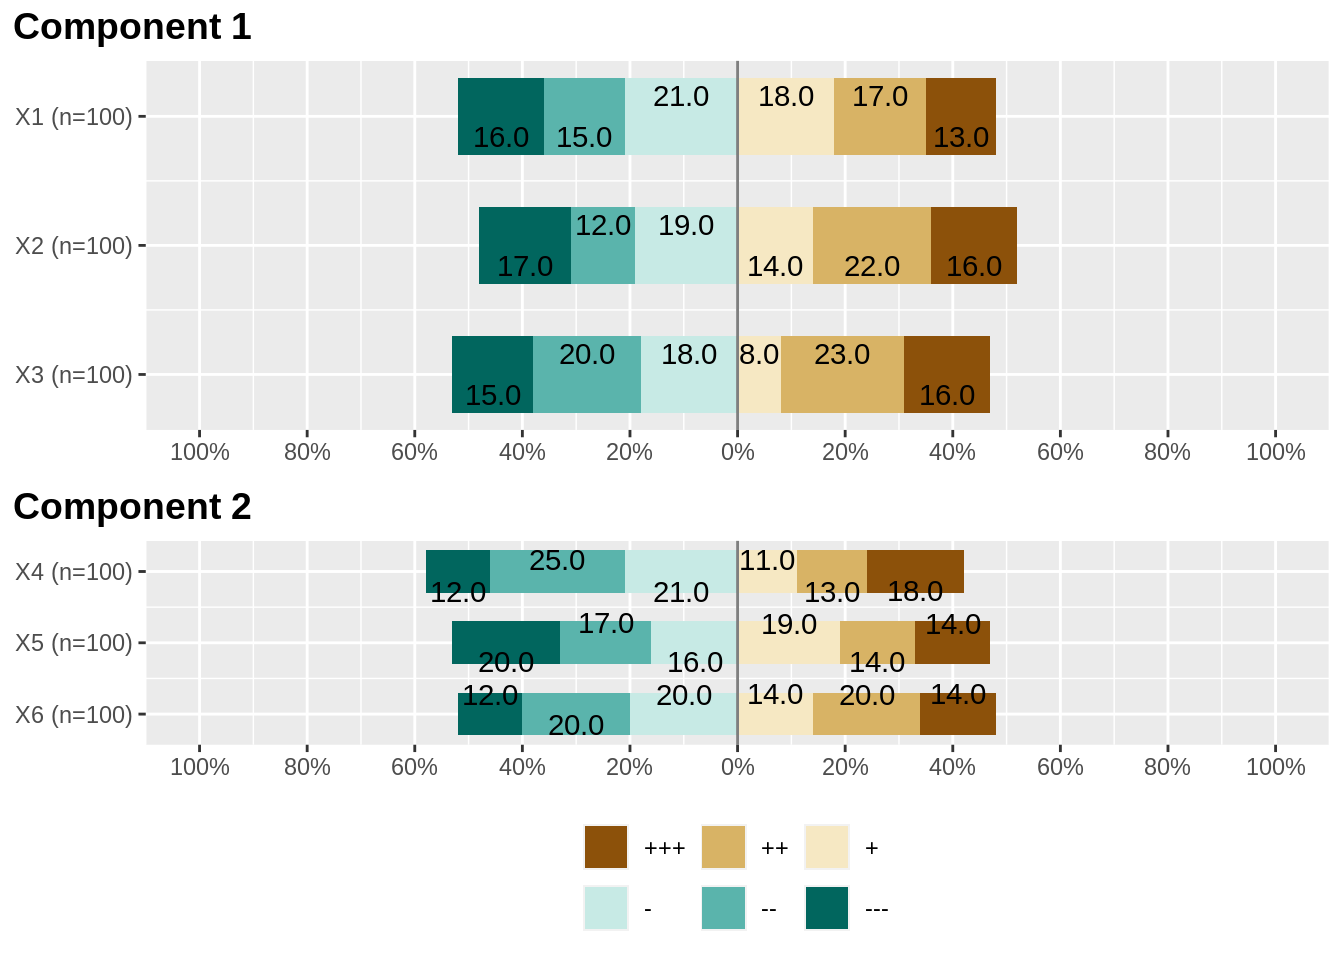 Component 1
X1 (n=100)
16.0 15.0 21.0 18.0 17.0 13.0
X2 (n=100)
17.0 12.0 19.0 14.0 22.0 16.0
X3 (n=100)
15.0 20.0 18.0 8.0 23.0 16.0
100% 80% 60% 40% 20% 0% 20% 40% 60% 80% 100%
Component 2
X4 (n=100)
12.0 25.0 21.0 11.0 13.0 18.0
X5 (n=100)
20.0 17.0 16.0 19.0 14.0 14.0
X6 (n=100)
12.0 20.0 20.0 14.0 20.0 14.0
100% 80% 60% 40% 20% 0% 20% 40% 60% 80% 100%
+++ ++ +
- -- ---